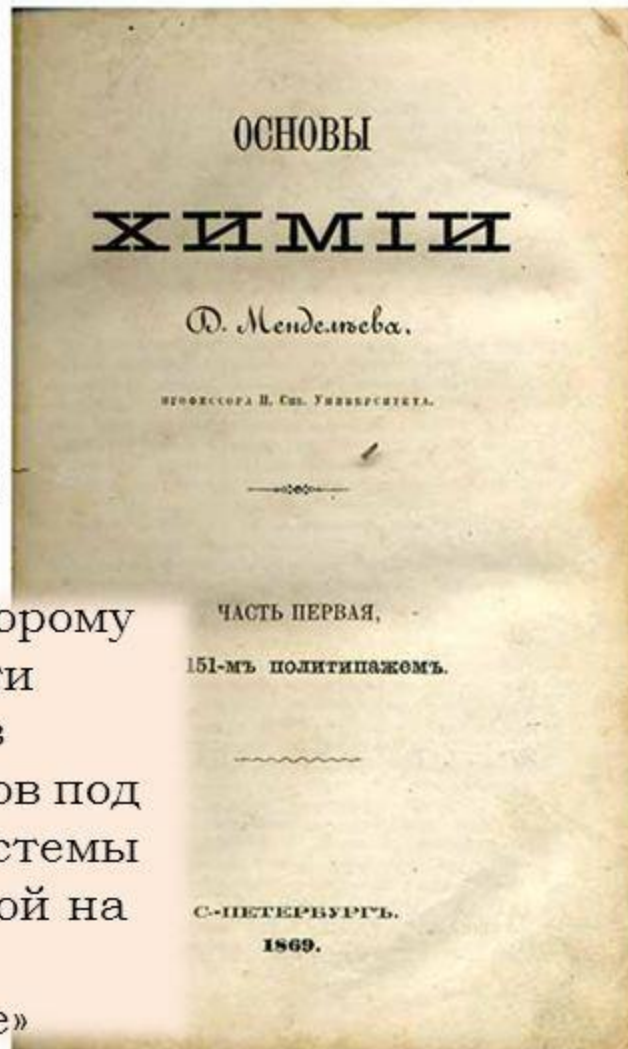 ОСНОВЫ
ХИМІИ
Д. Менделѣева,
ПРОФЕССОРА И. Спб. Университета.
ЧАСТЬ ПЕРВАЯ,
151-мъ политипажемъ.
С.-ПЕТЕРБУРГЪ.
1869.
орому
ти
в
ов под
стемы
ой на
е»